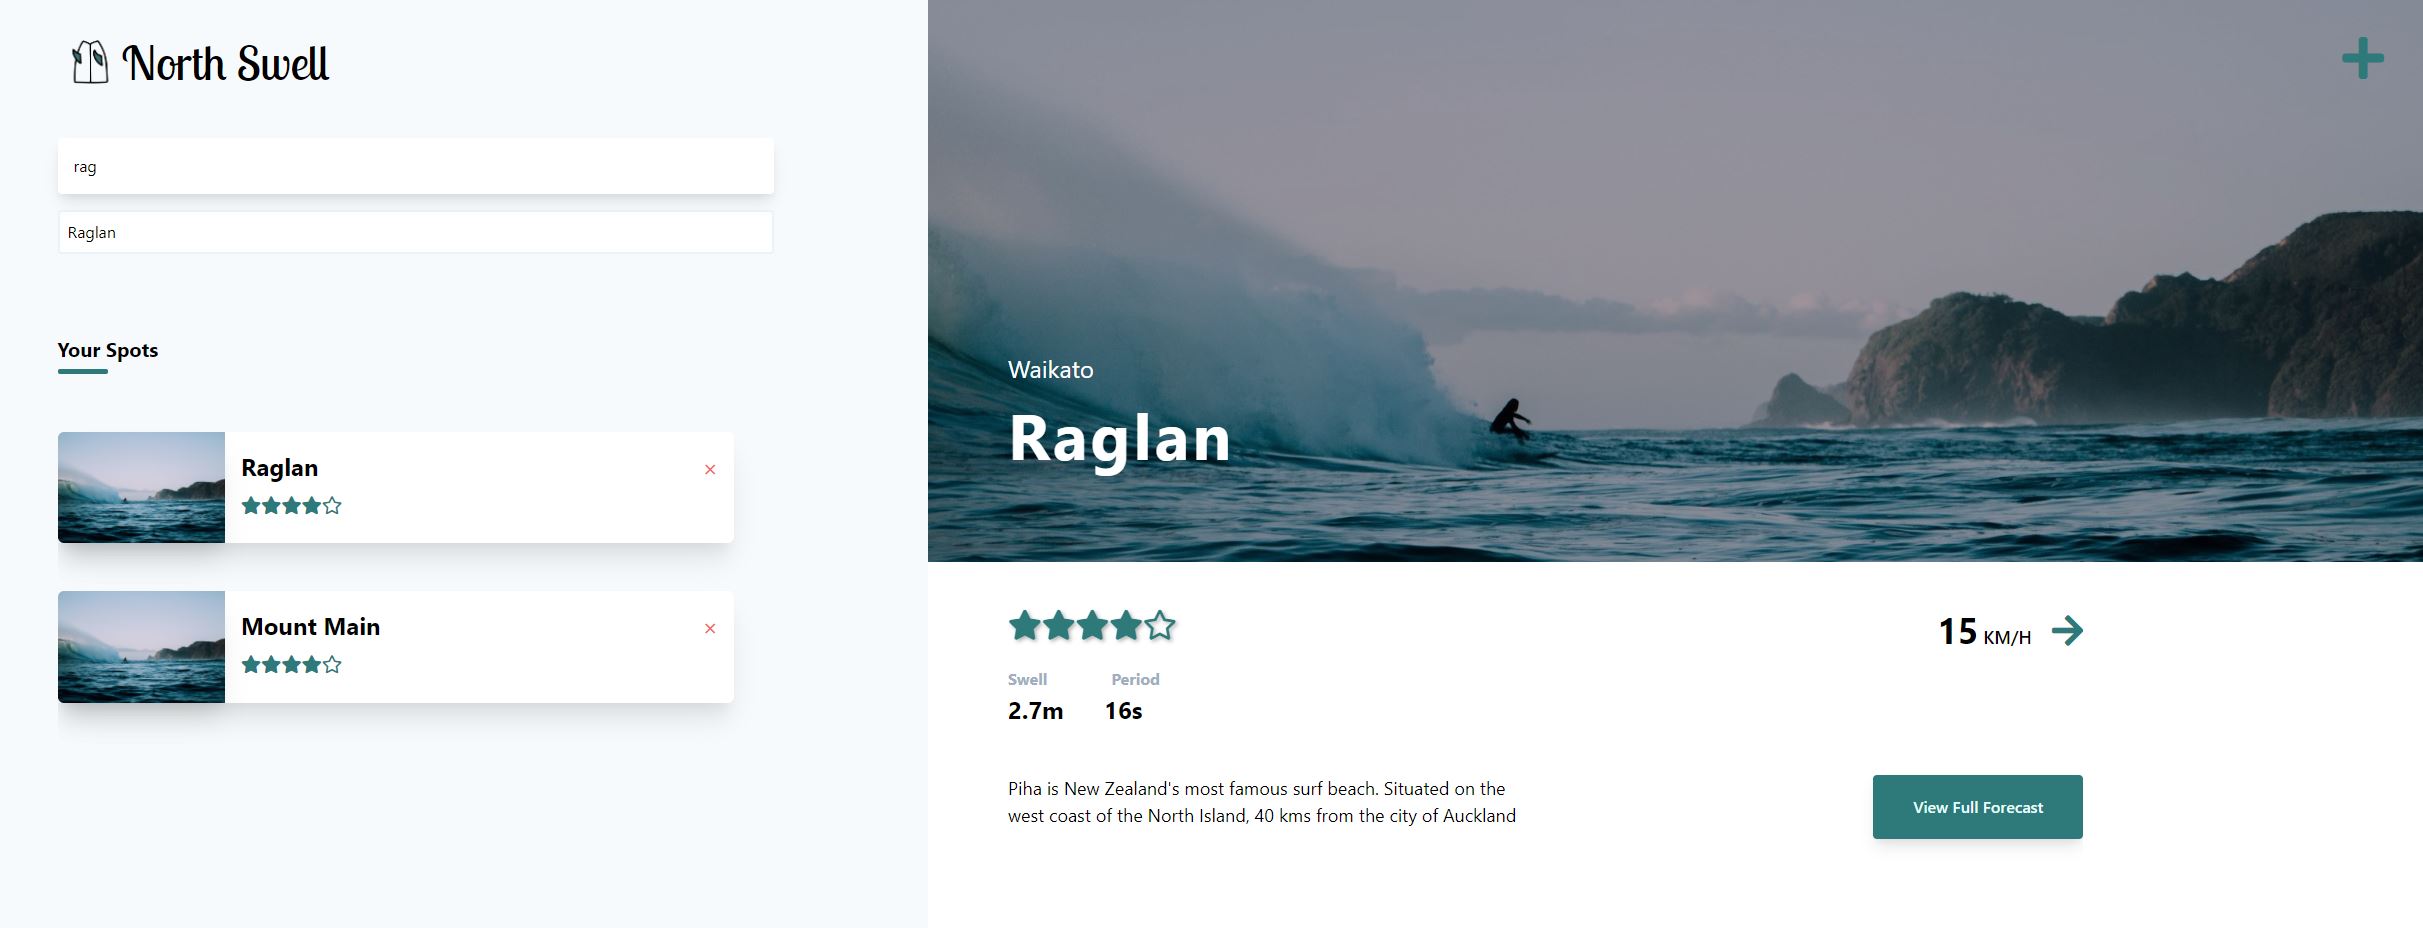 North Swell
rag
Raglan
Your Spots
Raglan
Mount Main
Waikato
Raglan
15 KM/H
Swell Period
2.7m 16s
Piha is New Zealand's most famous surf beach. Situated on the
west coast of the North Island, 40 kms from the city of Auckland
View Full Forecast